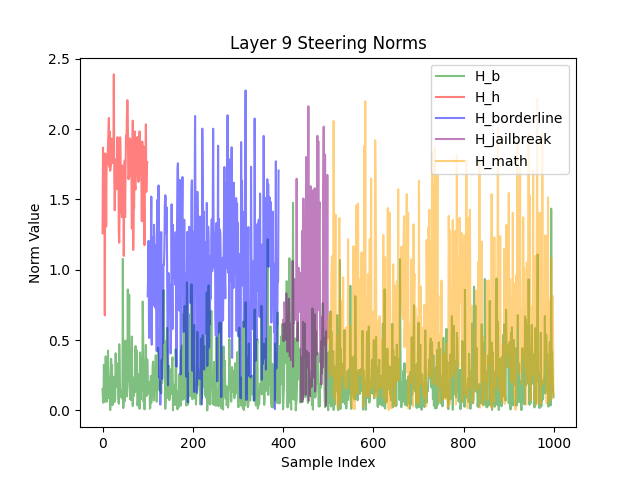 Layer 9 Steering Norms
Norm Value
2.5
2.0
1.5
1.0
0.5
0.0
0
200
400
600
800
1000
Sample Index
H_b
H_h
H_borderline
H_jailbreak
H_math